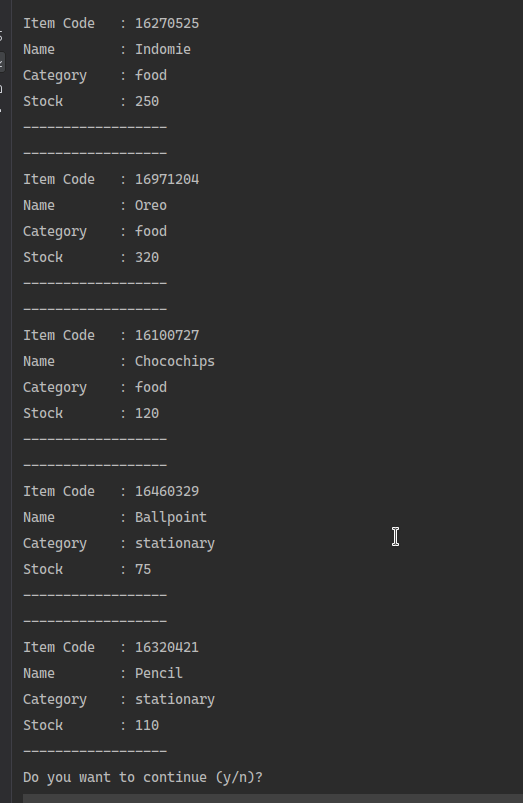 Item Code   : 16270525
Name        : Indomie
Category    : food
Stock       : 250
------------------
------------------
Item Code   : 16971204
Name        : Oreo
Category    : food
Stock       : 320
------------------
------------------
Item Code   : 16100727
Name        : Chocochips
Category    : food
Stock       : 120
------------------
------------------
Item Code   : 16460329
Name        : Ballpoint
Category    : stationary
Stock       : 75
------------------
------------------
Item Code   : 16320421
Name        : Pencil
Category    : stationary
Stock       : 110
------------------
Do you want to continue (y/n)?